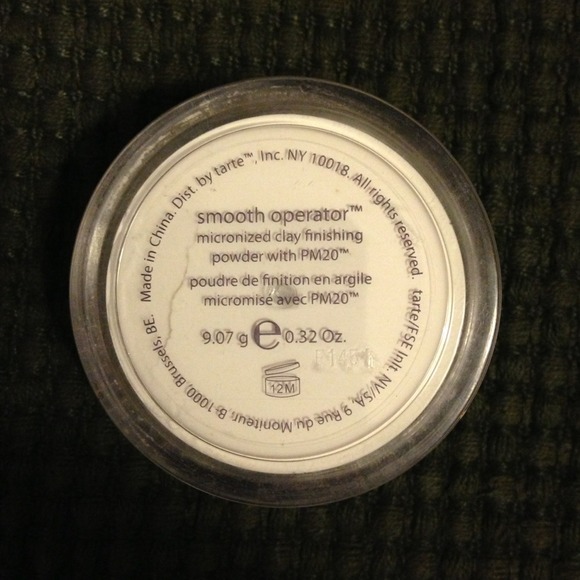 Made in China. Dist. by tarte™, Inc. NY 10018. All rights reserved.
smooth operator™
micronized clay finishing
powder with PM20™
poudre de finition en argile
micromisé avec PM20™
9.07 g e 0.32 Oz.
12M
tarte/FSE Intl. NV/SA, 9 Rue du Moniteur, B-1000, Brussels, BE.